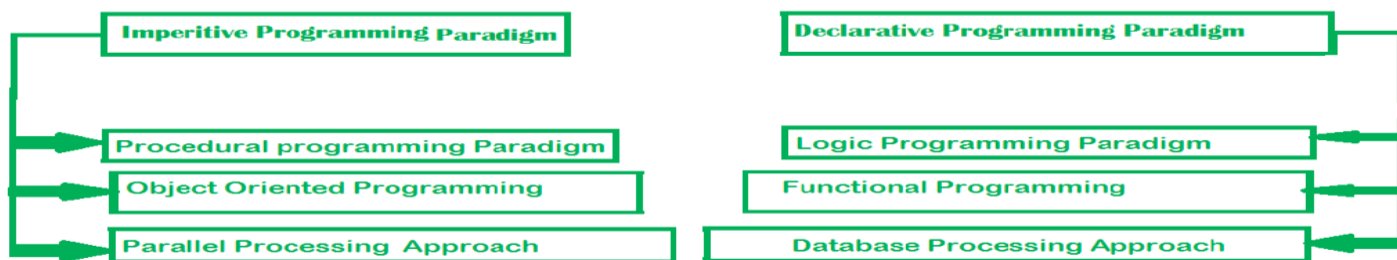 Imperitive Programming Paradigm
Procedural programming Paradigm
Object Oriented Programming
Parallel Processing Approach
Declarative Programming Paradigm
Logic Programming Paradigm
Functional Programming
Database Processing Approach